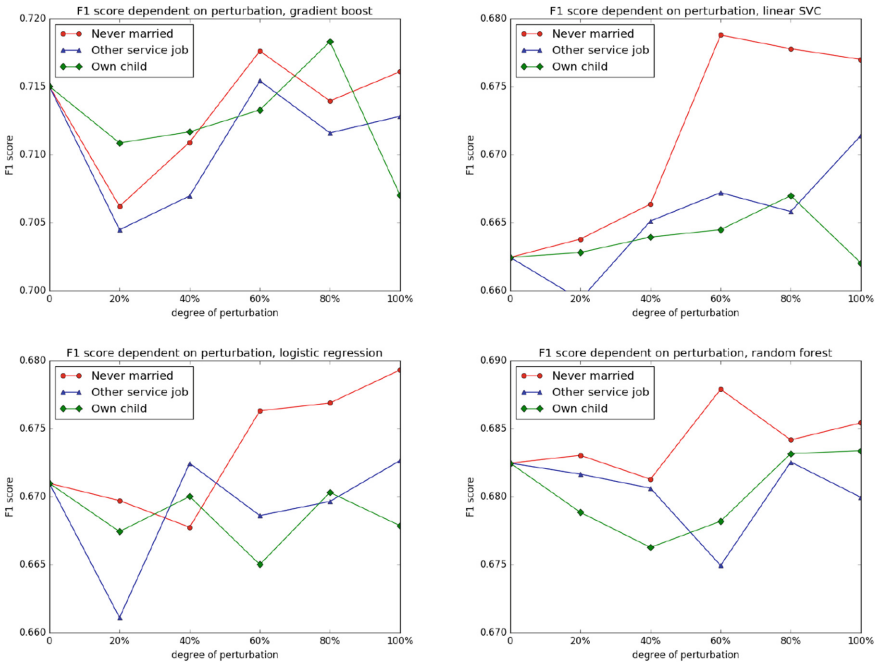 F1 score dependent on perturbation, gradient boost
0.720
0.715
0.710
0.705
0.700
F1 score
Never married
Other service job
Own child
0 20% 40% 60% 80% 100%
degree of perturbation
F1 score dependent on perturbation, linear SVC
0.680
0.675
0.670
0.665
0.660
F1 score
Never married
Other service job
Own child
0 20% 40% 60% 80% 100%
degree of perturbation
F1 score dependent on perturbation, logistic regression
0.680
0.675
0.670
0.665
0.660
F1 score
Never married
Other service job
Own child
0 20% 40% 60% 80% 100%
degree of perturbation
F1 score dependent on perturbation, random forest
0.690
0.685
0.680
0.675
0.670
F1 score
Never married
Other service job
Own child
0 20% 40% 60% 80% 100%
degree of perturbation